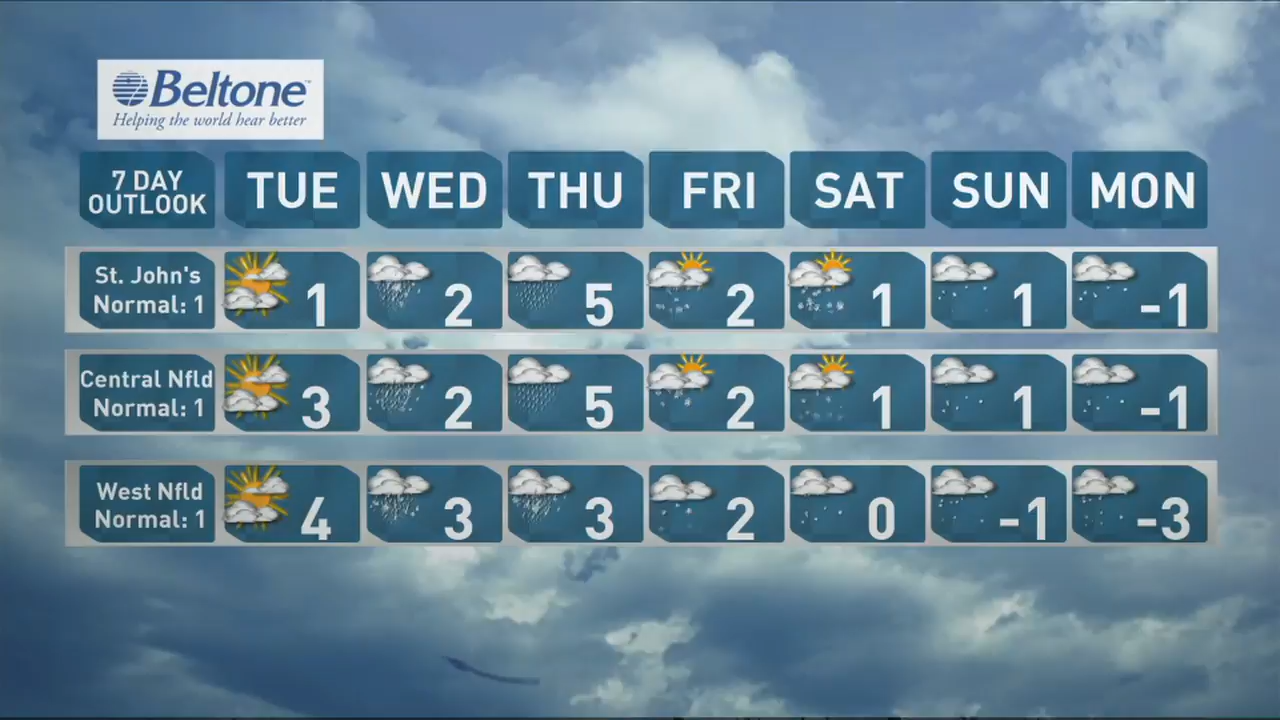 Beltone™
Helping the world hear better
7 DAY
OUTLOOK
TUE WED THU FRI SAT SUN MON
St. John's
Normal: 1
1 2 5 2 1 1 -1
Central Nfld
Normal: 1
3 2 5 2 1 1 -1
West Nfld
Normal: 1
4 3 3 2 0 -1 -3